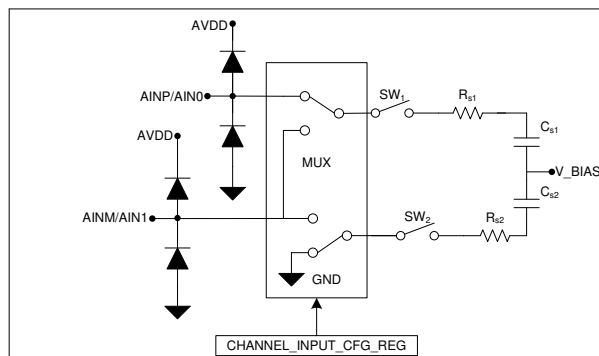 AVDD
AINP/AIN0
SW1
Rs1
Cs1
AVDD
MUX
V_BIAS
Cs2
AINM/AIN1
SW2
Rs2
GND
CHANNEL_INPUT_CFG_REG